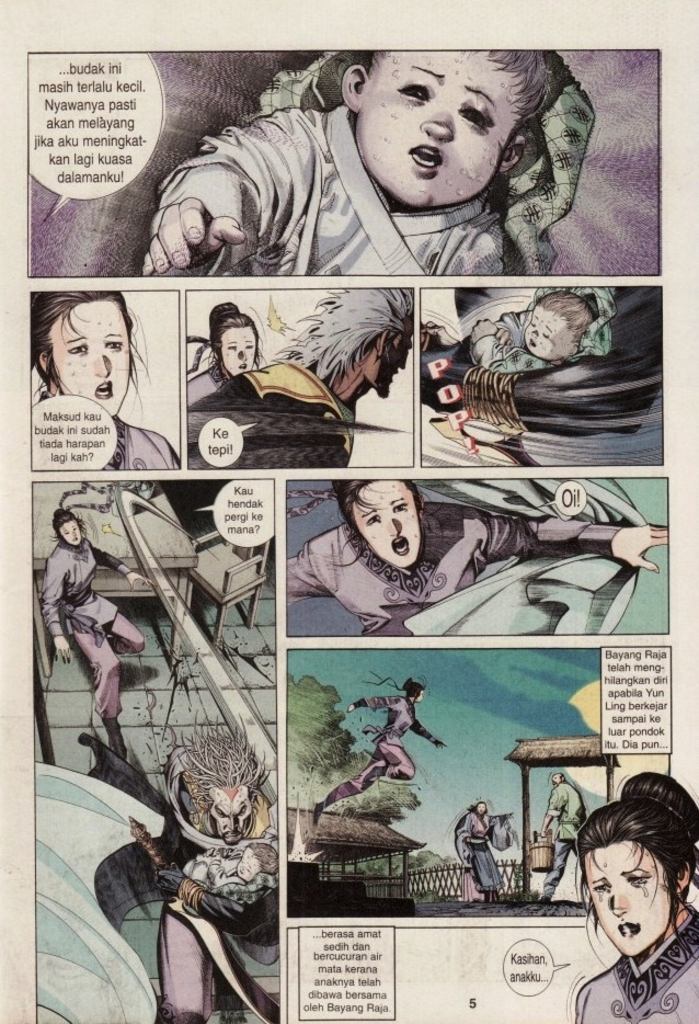 ...budak ini
masih terlalu kecil.
Nyawanya pasti
akan melayang
jika aku meningkat-
kan lagi kuasa
dalamanku!
Maksud kau
budak ini sudah
tiada harapan
lagi kah?
Ke
tepi!
POP!
Kau
hendak
pergi ke
mana?
Oi!
Bayang Raja
telah meng-
hilangkan diri
apabila Yun
Ling berkejar
sampai ke
luar pondok
itu. Dia pun...
...berasa amat
sedih dan
bercucuran air
mata kerana
anaknya telah
dibawa bersama
oleh Bayang Raja.
Kasihan,
anakku...
5